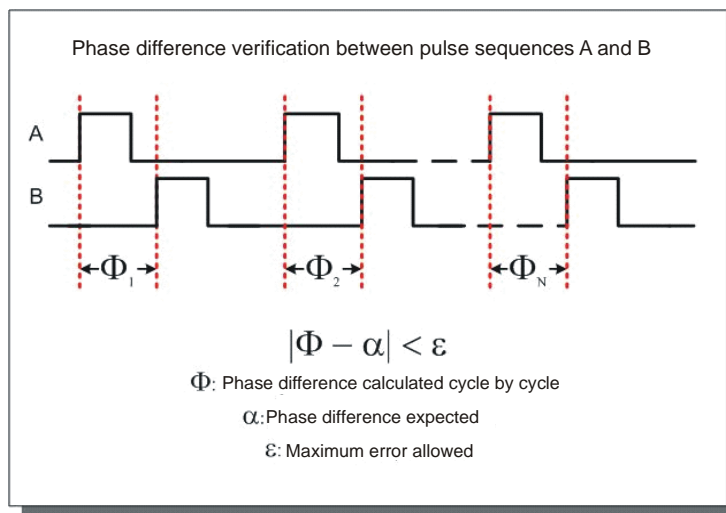 Phase difference verification between pulse sequences A and B
A
B
Φ₁ Φ₂ Φ_N
|Φ − α| < ε
Φ: Phase difference calculated cycle by cycle
α:Phase difference expected
ε: Maximum error allowed